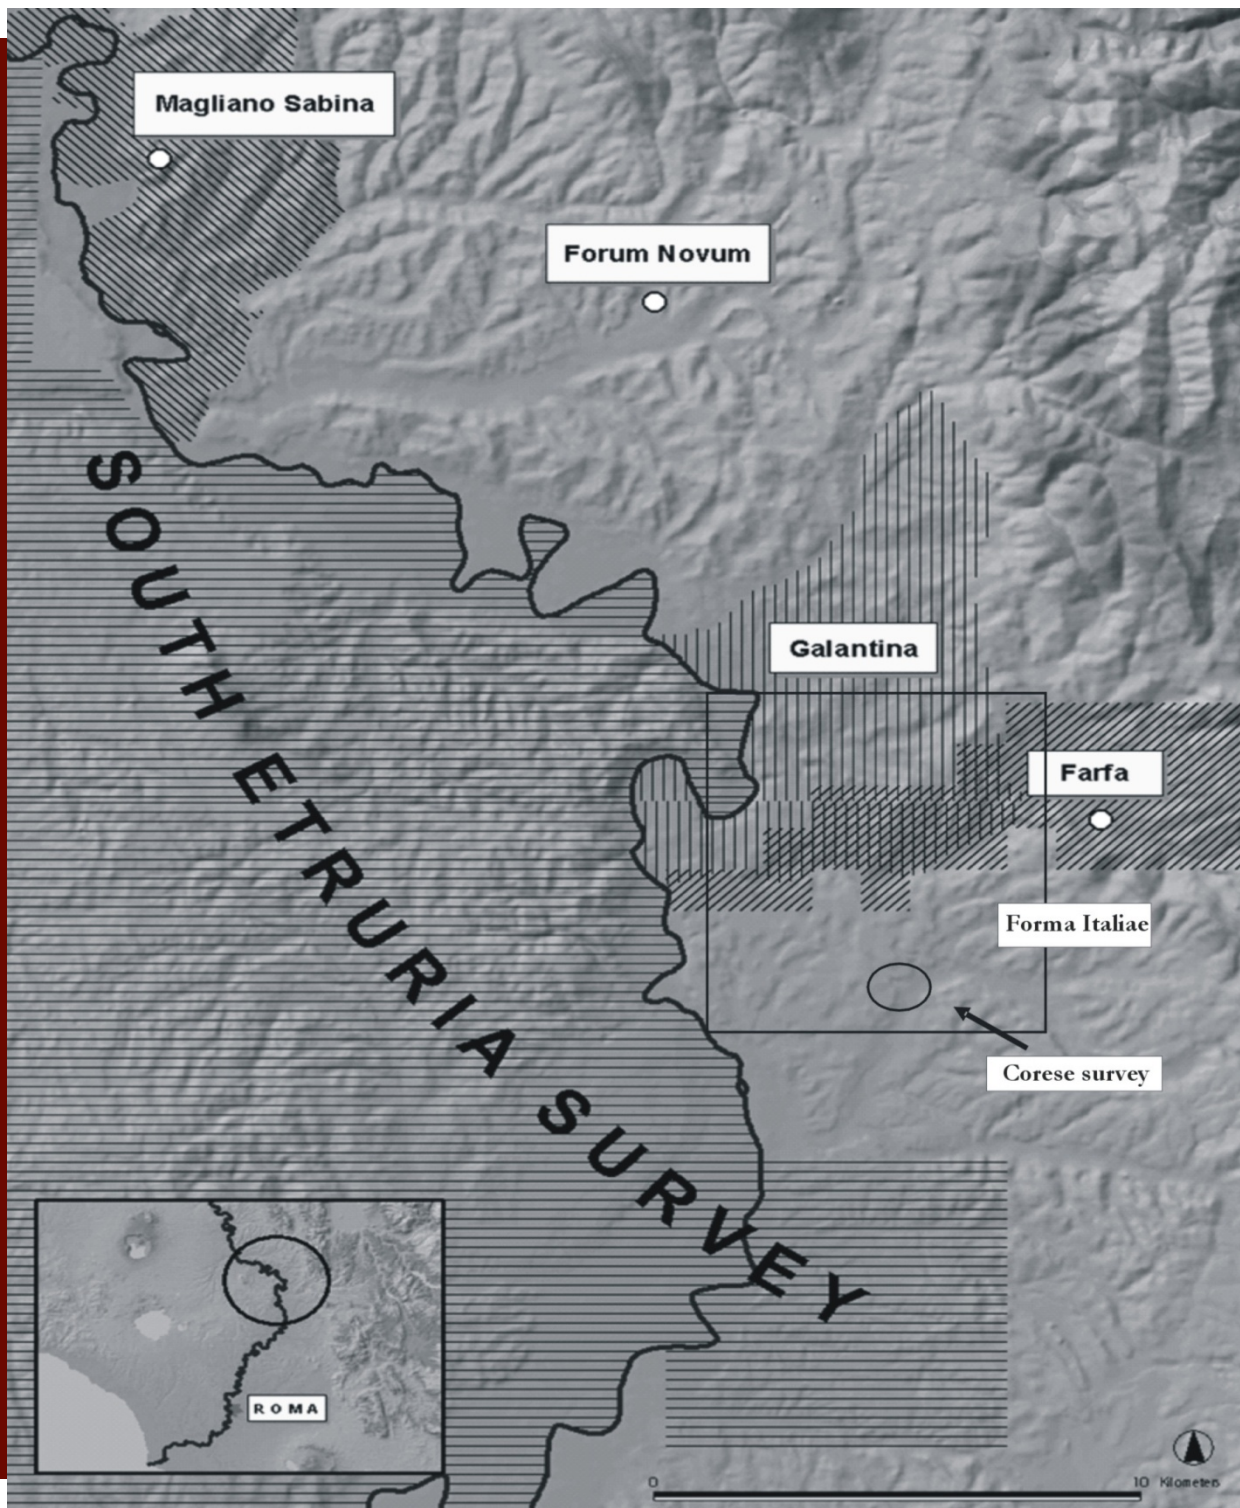 Magliano Sabina
Forum Novum
SOUTH ETRURIA SURVEY
Galantina
Farfa
Forma Italiae
Corese survey
ROMA
0 10 Kilometers